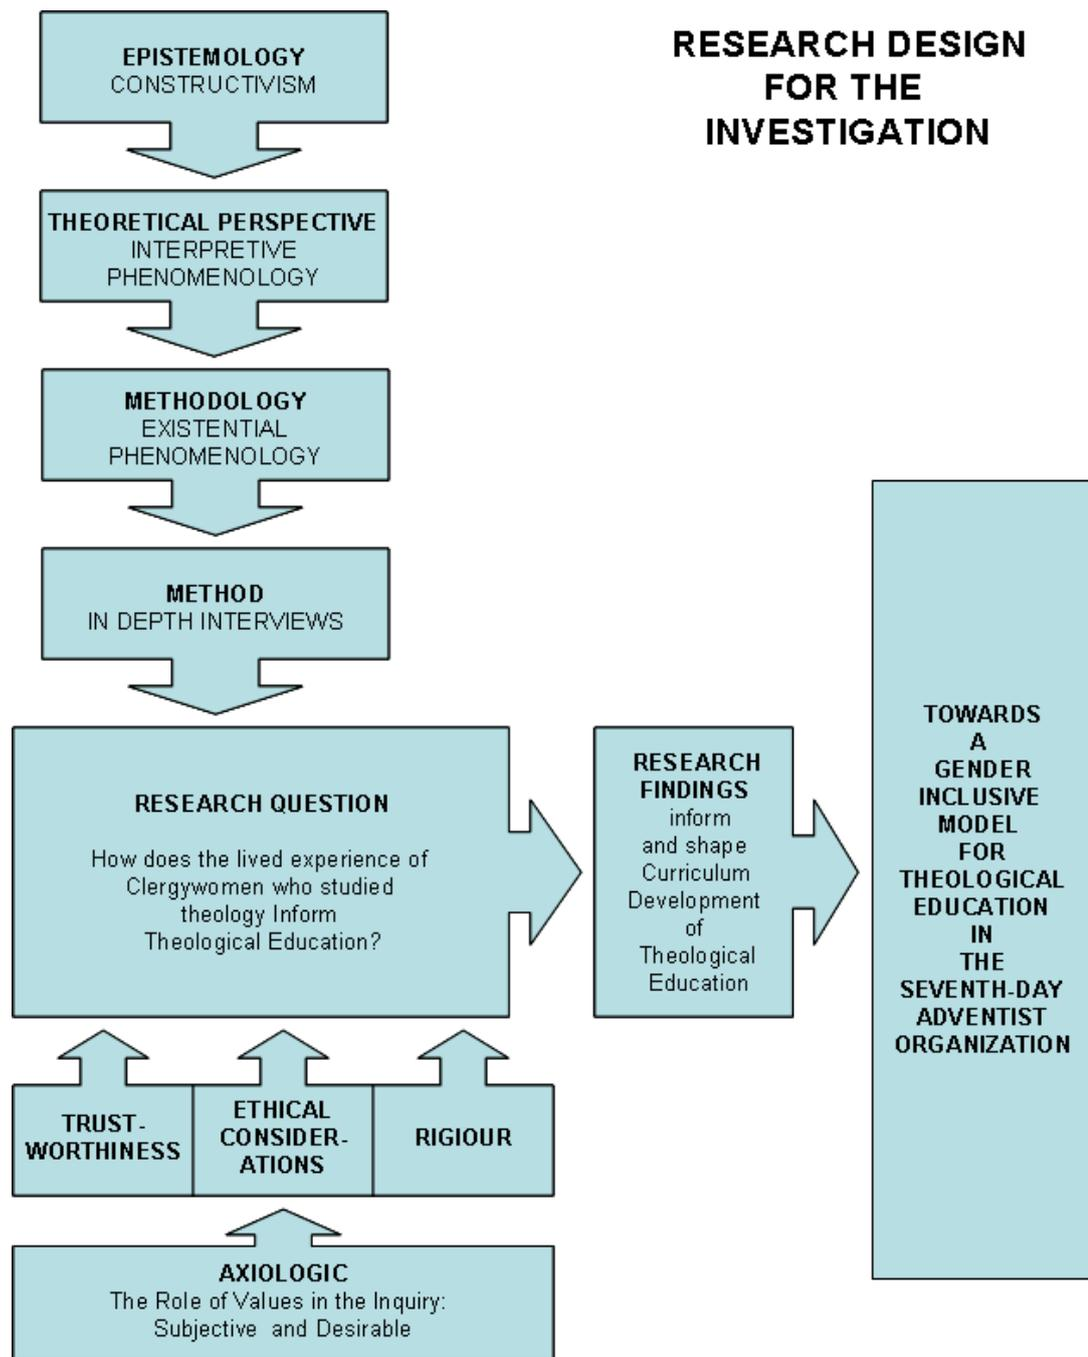 RESEARCH DESIGN
FOR THE
INVESTIGATION
EPISTEMOLOGY
CONSTRUCTIVISM
THEORETICAL PERSPECTIVE
INTERPRETIVE
PHENOMENOLOGY
METHODOLOGY
EXISTENTIAL
PHENOMENOLOGY
METHOD
IN DEPTH INTERVIEWS
RESEARCH QUESTION
How does the lived experience of
Clergywomen who studied
theology Inform
Theological Education?
RESEARCH
FINDINGS
inform
and shape
Curriculum
Development
of
Theological
Education
TOWARDS
A
GENDER
INCLUSIVE
MODEL
FOR
THEOLOGICAL
EDUCATION
IN
THE
SEVENTH-DAY
ADVENTIST
ORGANIZATION
TRUST-
WORTHINESS
ETHICAL
CONSIDER-
ATIONS
RIGIOUR
AXIOLOGIC
The Role of Values in the Inquiry:
Subjective and Desirable